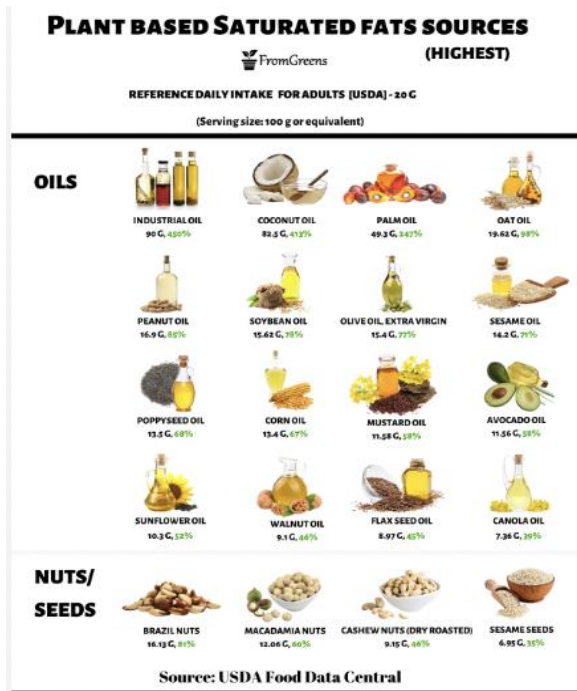 PLANT BASED SATURATED FATS SOURCES
(HIGHEST)
FromGreens
REFERENCE DAILY INTAKE FOR ADULTS [USDA] - 20 G
(Serving size: 100 g or equivalent)
OILS
INDUSTRIAL OIL
90 G, 450%
COCONUT OIL
82.5 G, 413%
PALM OIL
49.3 G, 247%
OAT OIL
19.62 G, 98%
PEANUT OIL
16.9 G, 85%
SOYBEAN OIL
15.62 G, 78%
OLIVE OIL, EXTRA VIRGIN
15.4 G, 77%
SESAME OIL
14.2 G, 71%
POPPYSEED OIL
13.5 G, 68%
CORN OIL
13.4 G, 67%
MUSTARD OIL
11.58 G, 58%
AVOCADO OIL
11.56 G, 58%
SUNFLOWER OIL
10.3 G, 52%
WALNUT OIL
9.1 G, 46%
FLAX SEED OIL
8.97 G, 45%
CANOLA OIL
7.36 G, 39%
NUTS/
SEEDS
BRAZIL NUTS
16.13 G, 81%
MACADAMIA NUTS
12.06 G, 60%
CASHEW NUTS (DRY ROASTED)
9.15 G, 46%
SESAME SEEDS
6.95 G, 35%
Source: USDA Food Data Central